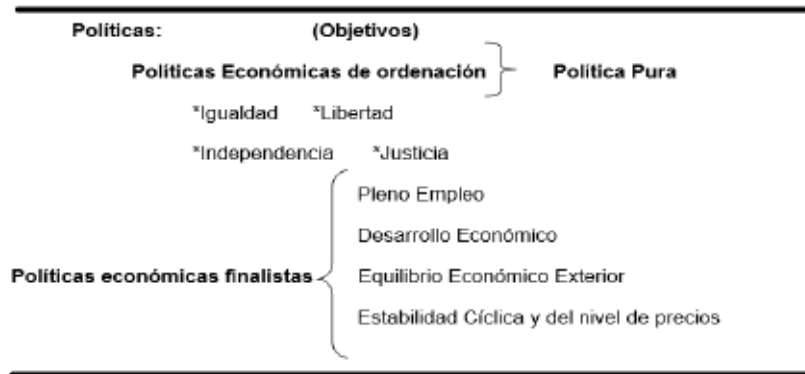 Políticas: (Objetivos)
Políticas Económicas de ordenación Política Pura
*Igualdad *Libertad
*Independencia *Justicia
Pleno Empleo
Desarrollo Económico
Políticas económicas finalistas Equilibrio Económico Exterior
Estabilidad Cíclica y del nivel de precios